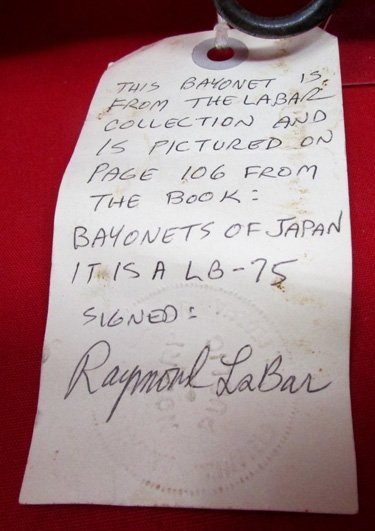 THIS BAYONET IS
FROM THE LABAR
COLLECTION AND
IS PICTURED ON
PAGE 106 FROM
THE BOOK:
BAYONETS OF JAPAN
IT IS A LB-75
SIGNED:
Raymond LaBar